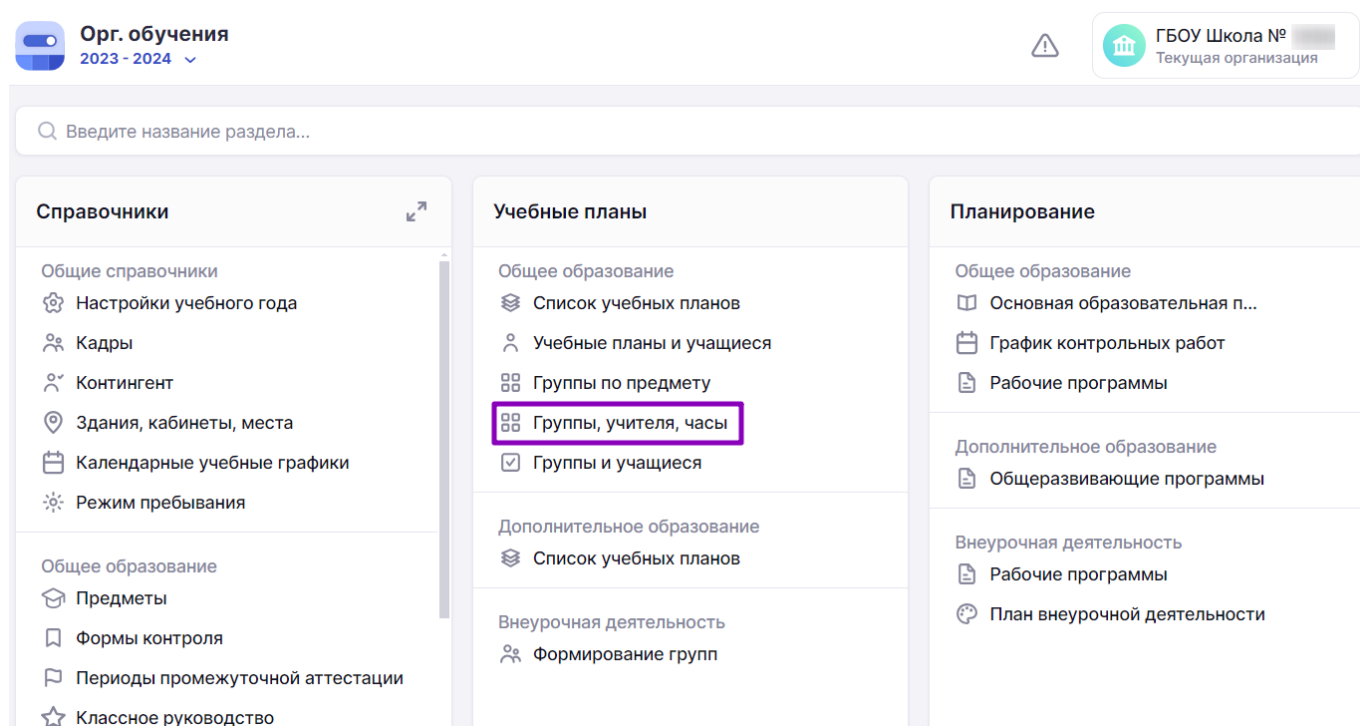 Орг. обучения
2023 - 2024
ГБОУ Школа №
Текущая организация
Введите название раздела...
Справочники
Общие справочники
Настройки учебного года
Кадры
Контингент
Здания, кабинеты, места
Календарные учебные графики
Режим пребывания
Общее образование
Предметы
Формы контроля
Периоды промежуточной аттестации
Классное руководство
Учебные планы
Общее образование
Список учебных планов
Учебные планы и учащиеся
Группы по предмету
Группы, учителя, часы
Группы и учащиеся
Дополнительное образование
Список учебных планов
Внеурочная деятельность
Формирование групп
Планирование
Общее образование
Основная образовательная п...
График контрольных работ
Рабочие программы
Дополнительное образование
Общеразвивающие программы
Внеурочная деятельность
Рабочие программы
План внеурочной деятельности